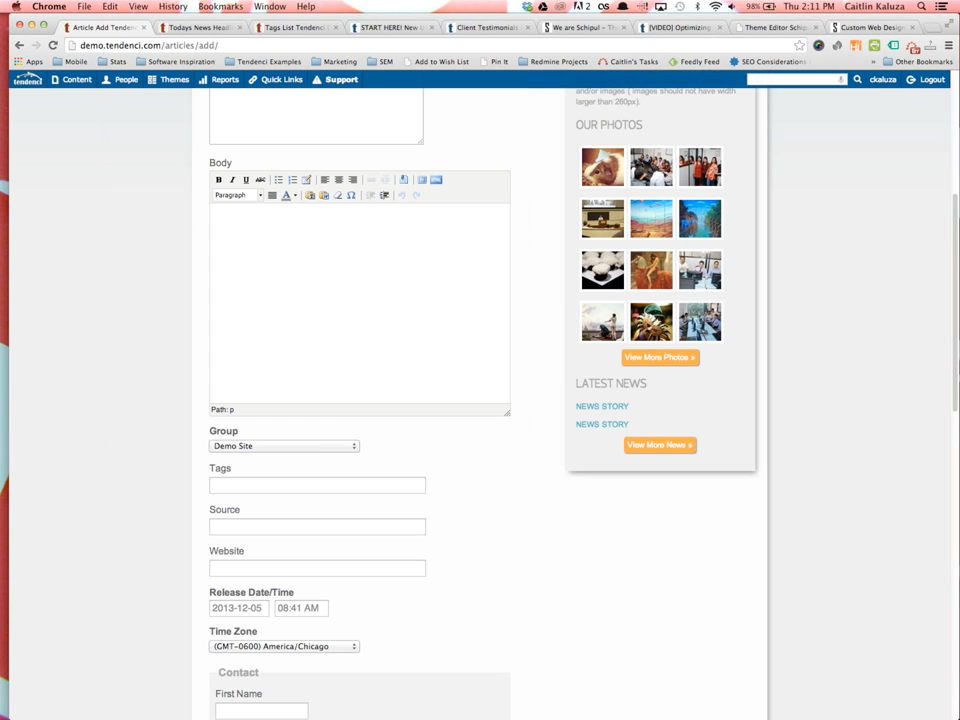 Chrome File Edit View History Bookmarks Window Help 2 98% Thu 2:11 PM Caitlin Kaluza
Article Add Tendenci Todays News Headl Tags List Tendenci START HERE! New U Client Testimonials We are Schipul – Th [VIDEO] Optimizing Theme Editor Schip Custom Web Design
demo.tendenci.com/articles/add/
Apps Mobile Stats Software Inspiration Tendenci Examples Marketing SEM Add to Wish List Pin It Redmine Projects Caitlin's Tasks Feedly Feed SEO Considerations » Other Bookmarks
tendenci Content People Themes Reports Quick Links Support ckaluza Logout
and/or images ( images should not have width
larger than 260px).
OUR PHOTOS
Body
B I U ABC
Paragraph A Ω
View More Photos »
LATEST NEWS
NEWS STORY
NEWS STORY
View More News »
Path: p
Group
Demo Site
Tags
Source
Website
Release Date/Time
2013-12-05 08:41 AM
Time Zone
(GMT-0600) America/Chicago
Contact
First Name